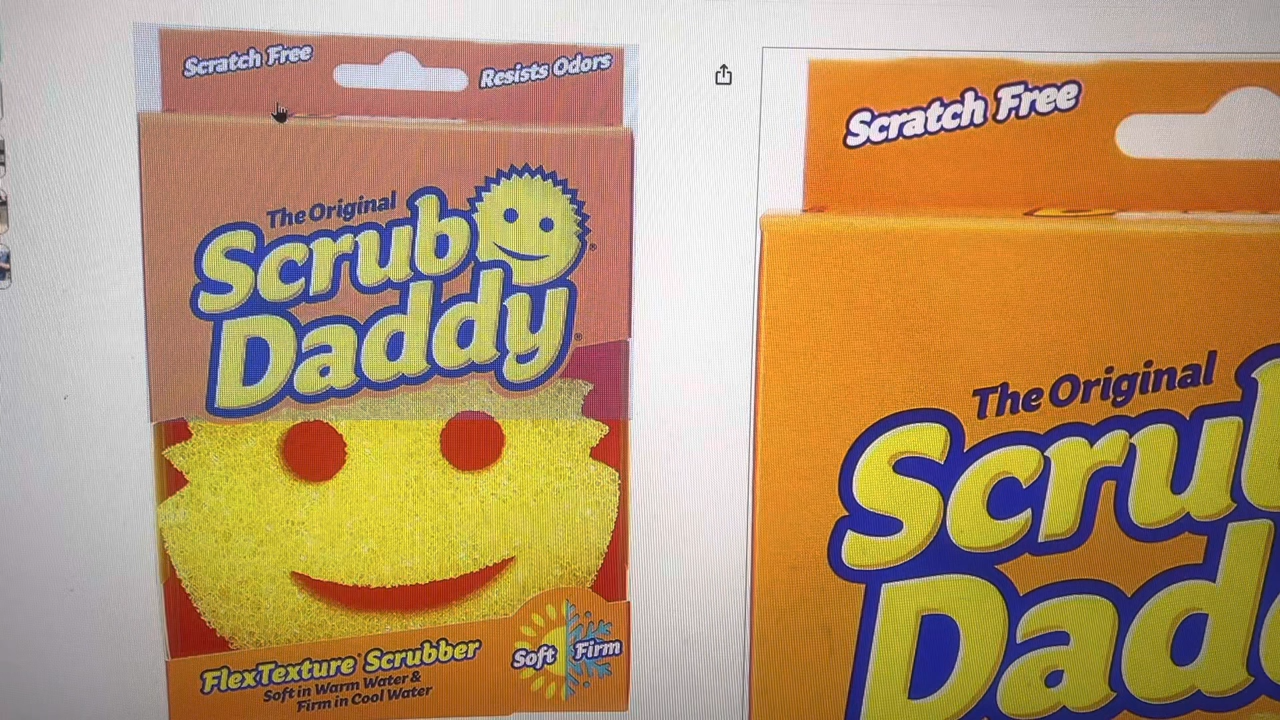 Scratch Free
Resists Odors
The Original
Scrub
Daddy
FlexTexture Scrubber
Soft in Warm Water &
Firm in Cool Water
Soft Firm
Scratch Free
The Original
Scru
Dad